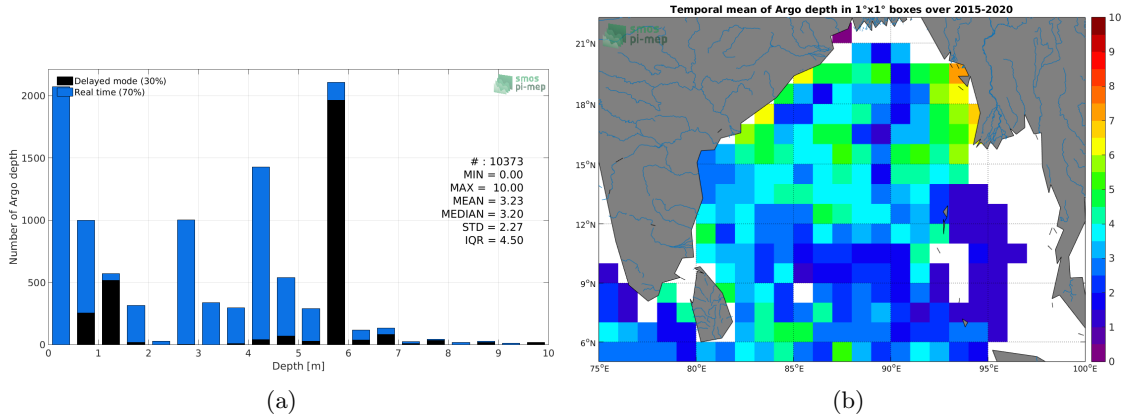 Delayed mode (30%)
Real time (70%)
smos
pi-mep
# : 10373
MIN = 0.00
MAX = 10.00
MEAN = 3.23
MEDIAN = 3.20
STD = 2.27
IQR = 4.50
Number of Argo depth
2000
1500
1000
500
0
0 1 2 3 4 5 6 7 8 9 10
Depth [m]
(a)
Temporal mean of Argo depth in 1°x1° boxes over 2015-2020
smos
pi-mep
21°N
18°N
15°N
12°N
9°N
6°N
75°E 80°E 85°E 90°E 95°E 100°E
10
9
8
7
6
5
4
3
2
1
0
(b)